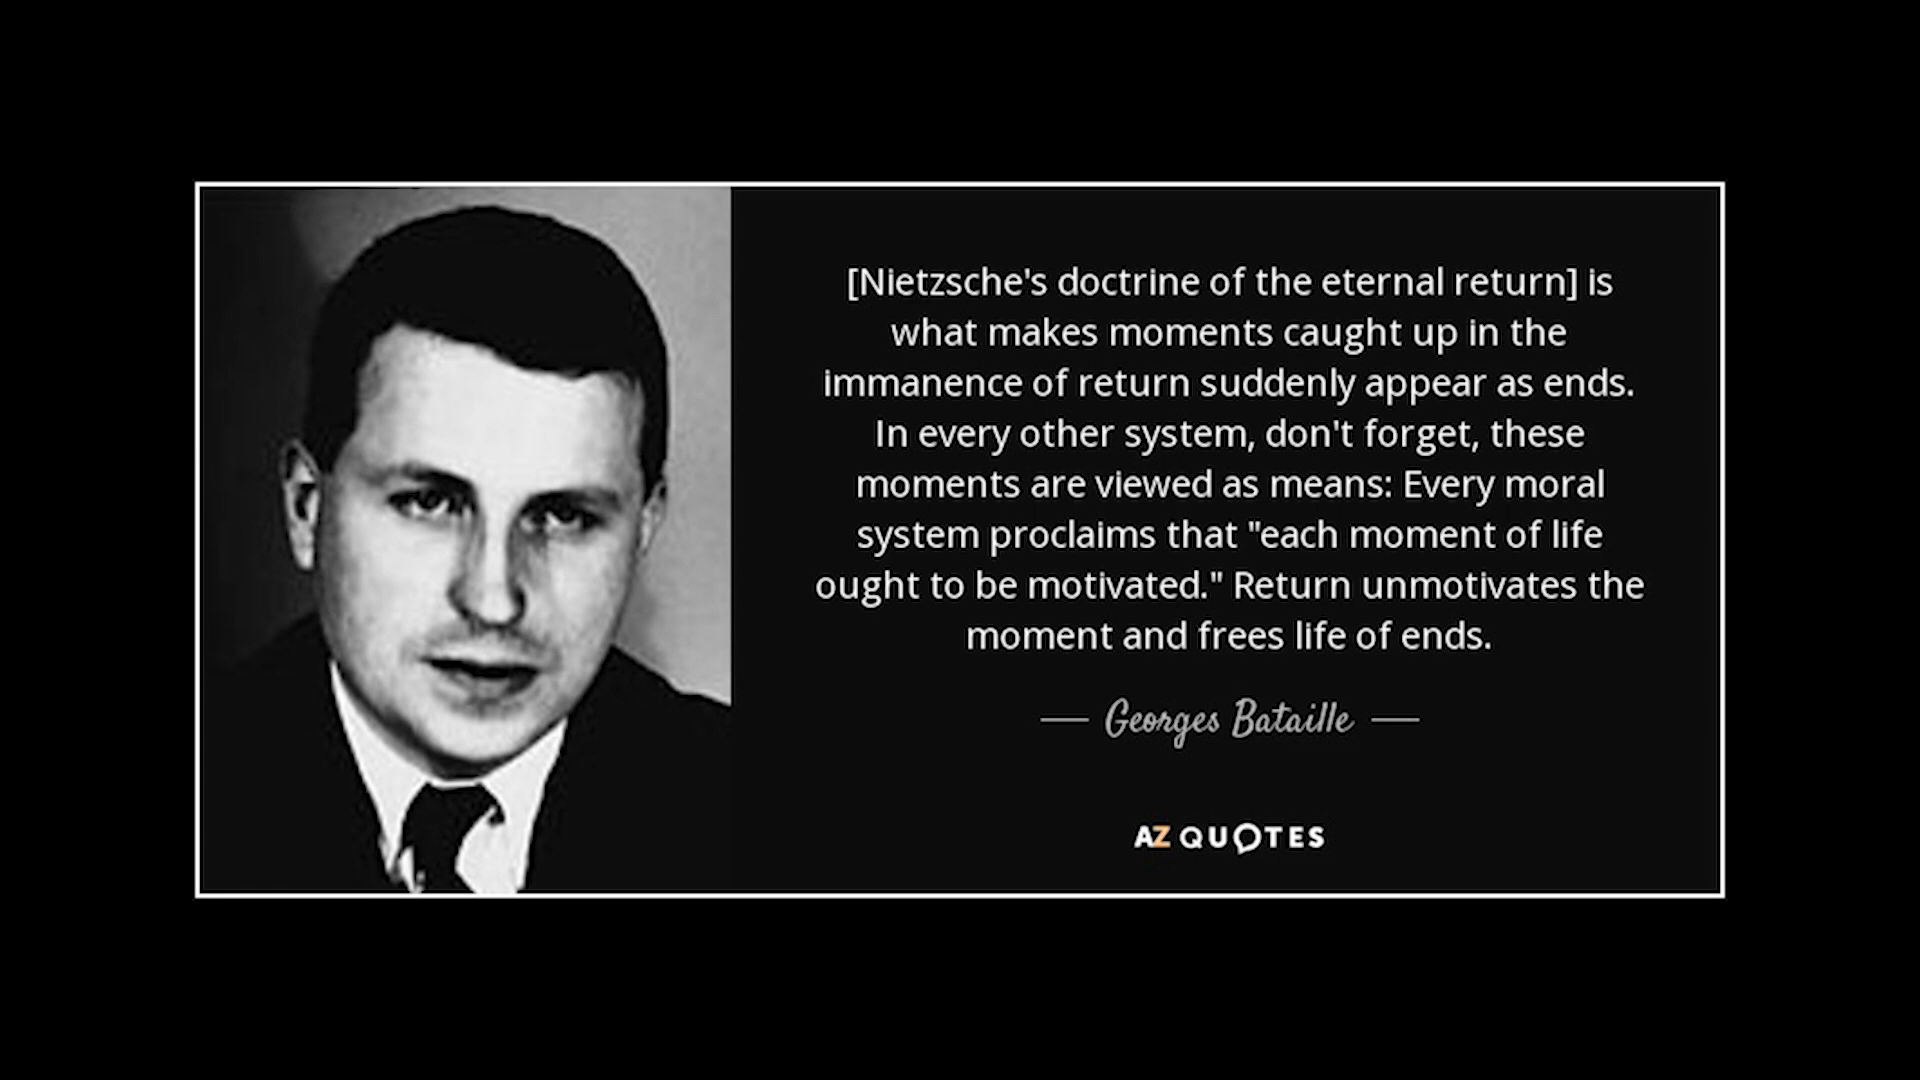 [Nietzsche's doctrine of the eternal return] is
what makes moments caught up in the
immanence of return suddenly appear as ends.
In every other system, don't forget, these
moments are viewed as means: Every moral
system proclaims that "each moment of life
ought to be motivated." Return unmotivates the
moment and frees life of ends.
Georges Bataille
AZ QUOTES